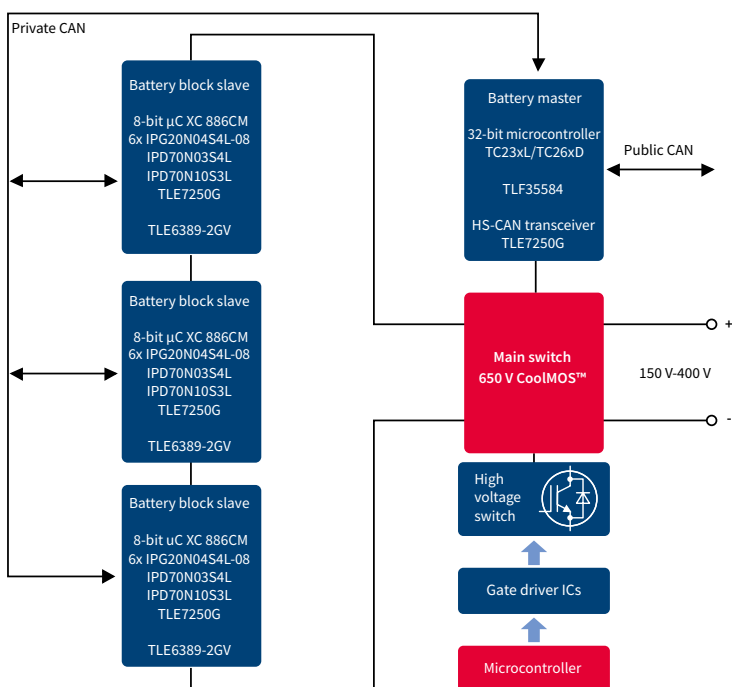 Private CAN
Battery block slave
8-bit µC XC 886CM
6x IPG20N04S4L-08
IPD70N03S4L
IPD70N10S3L
TLE7250G
TLE6389-2GV
Battery block slave
8-bit µC XC 886CM
6x IPG20N04S4L-08
IPD70N03S4L
IPD70N10S3L
TLE7250G
TLE6389-2GV
Battery block slave
8-bit uC XC 886CM
6x IPG20N04S4L-08
IPD70N03S4L
IPD70N10S3L
TLE7250G
TLE6389-2GV
Battery master
32-bit microcontroller
TC23xL/TC26xD
TLF35584
HS-CAN transceiver
TLE7250G
Public CAN
Main switch
650 V CoolMOS™
+
150 V-400 V
-
High
voltage
switch
Gate driver ICs
Microcontroller